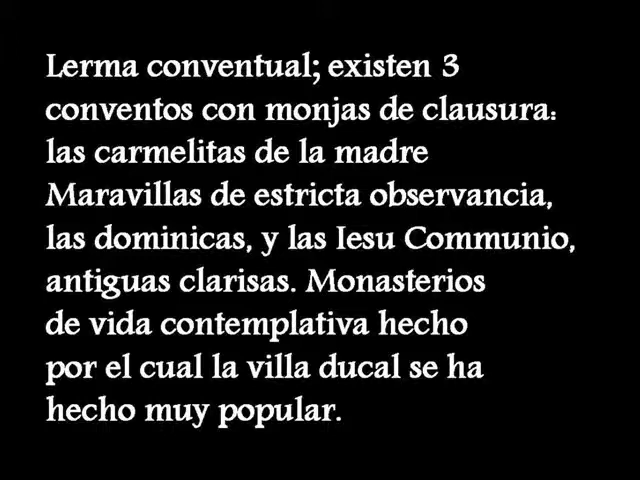 Lerma conventual; existen 3
conventos con monjas de clausura:
las carmelitas de la madre
Maravillas de estricta observancia,
las dominicas, y las Iesu Communio,
antiguas clarisas. Monasterios
de vida contemplativa hecho
por el cual la villa ducal se ha
hecho muy popular.